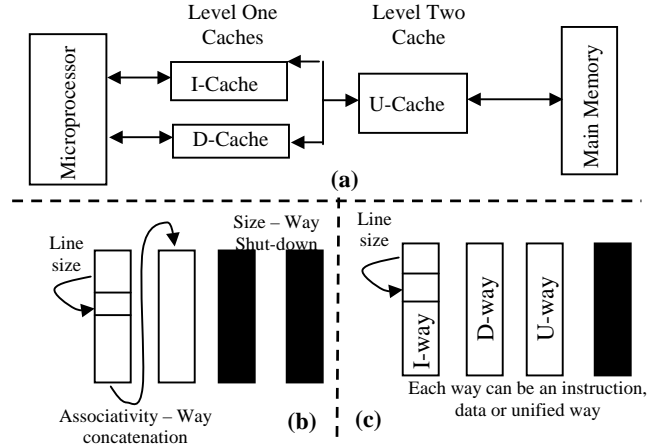 Level One
Caches
Level Two
Cache
Microprocessor
I-Cache
D-Cache
U-Cache
Main Memory
(a)
Line
size
Size – Way
Shut-down
Associativity – Way
concatenation
(b)
Line
size
I-way
D-way
U-way
Each way can be an instruction,
data or unified way
(c)